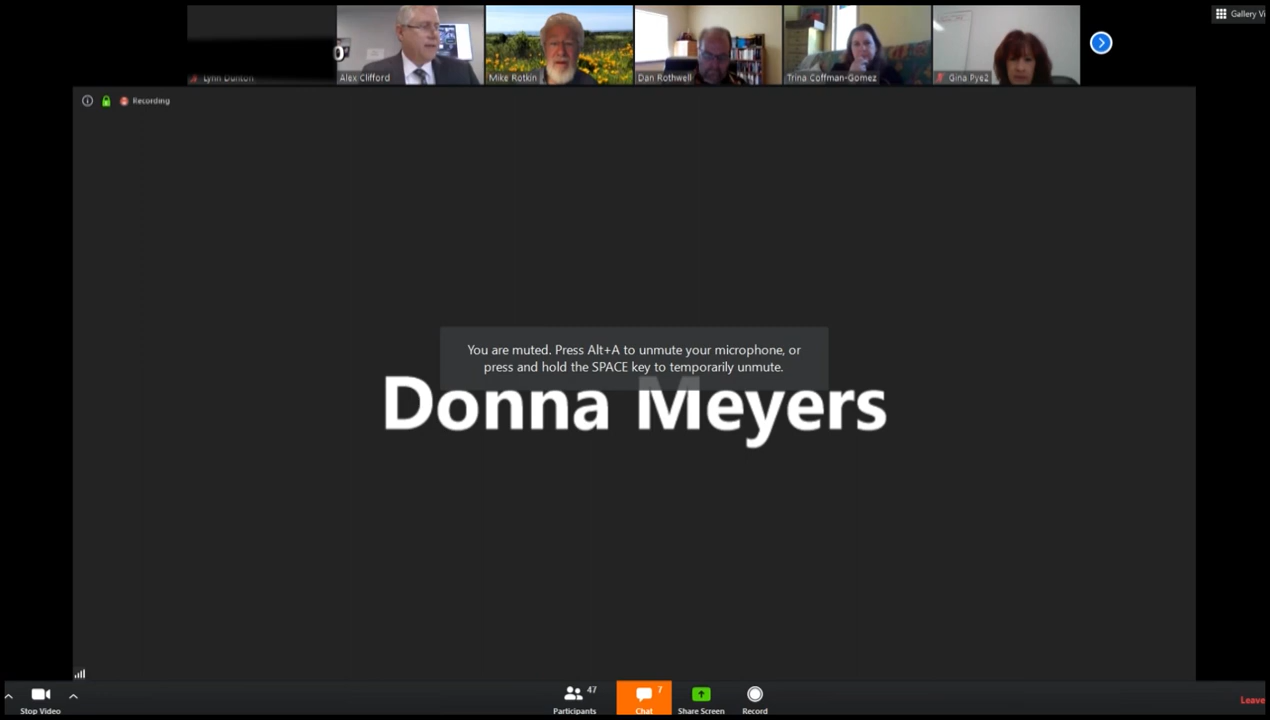 Gallery Vi
Lynn Dunton
Alex Clifford
Mike Rotkin
Dan Rothwell
Trina Coffman-Gomez
Gina Pye2
Recording
You are muted. Press Alt+A to unmute your microphone, or
press and hold the SPACE key to temporarily unmute.
Donna Meyers
Stop Video
47
Participants
7
Chat
Share Screen
Record
Leave